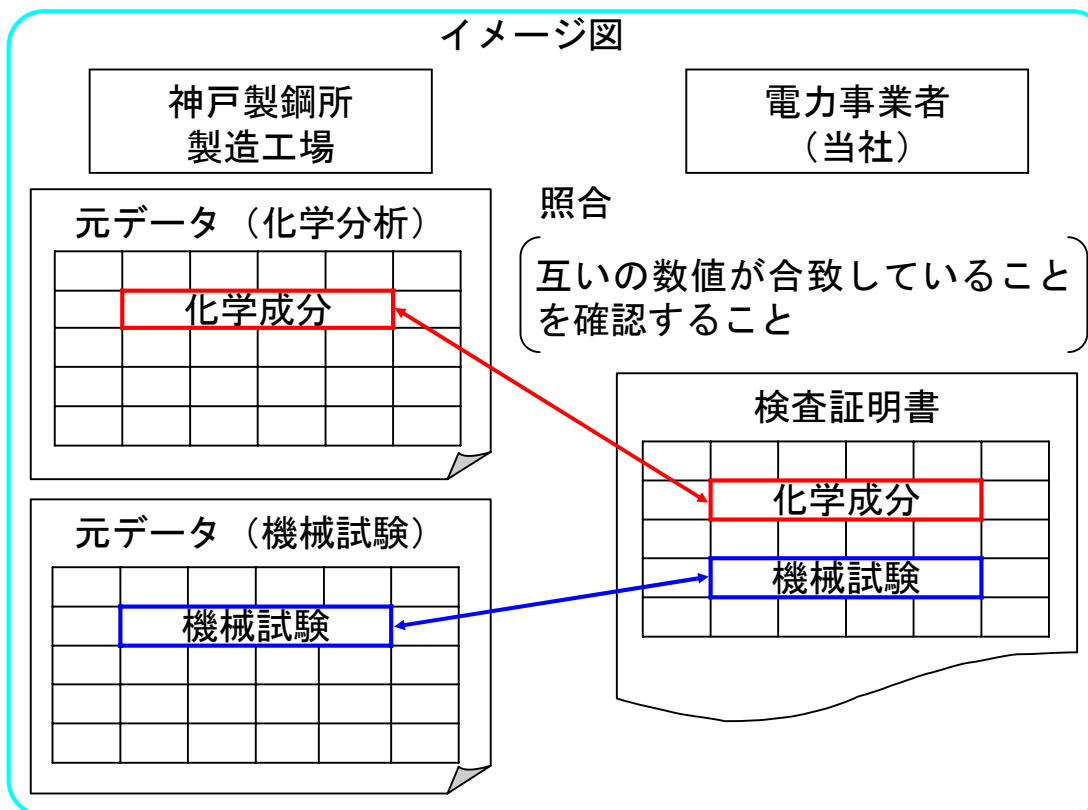 イメージ図
神戸製鋼所
製造工場
電力事業者
（当社）
元データ（化学分析）
化学成分
照合
互いの数値が合致していること
を確認すること
検査証明書
化学成分
機械試験
元データ（機械試験）
機械試験